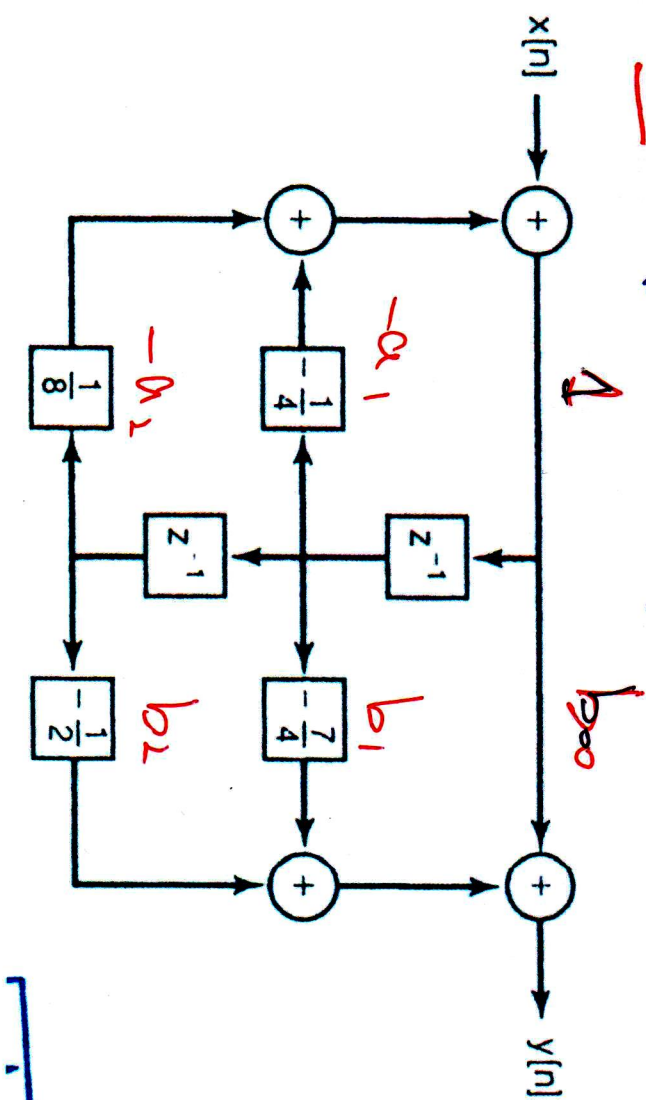 1 b₀
x[n] + + y[n]
z⁻¹
-a₁ b₁
+ -1/4 -7/4 +
z⁻¹
-a₂ b₂
1/8 -1/2